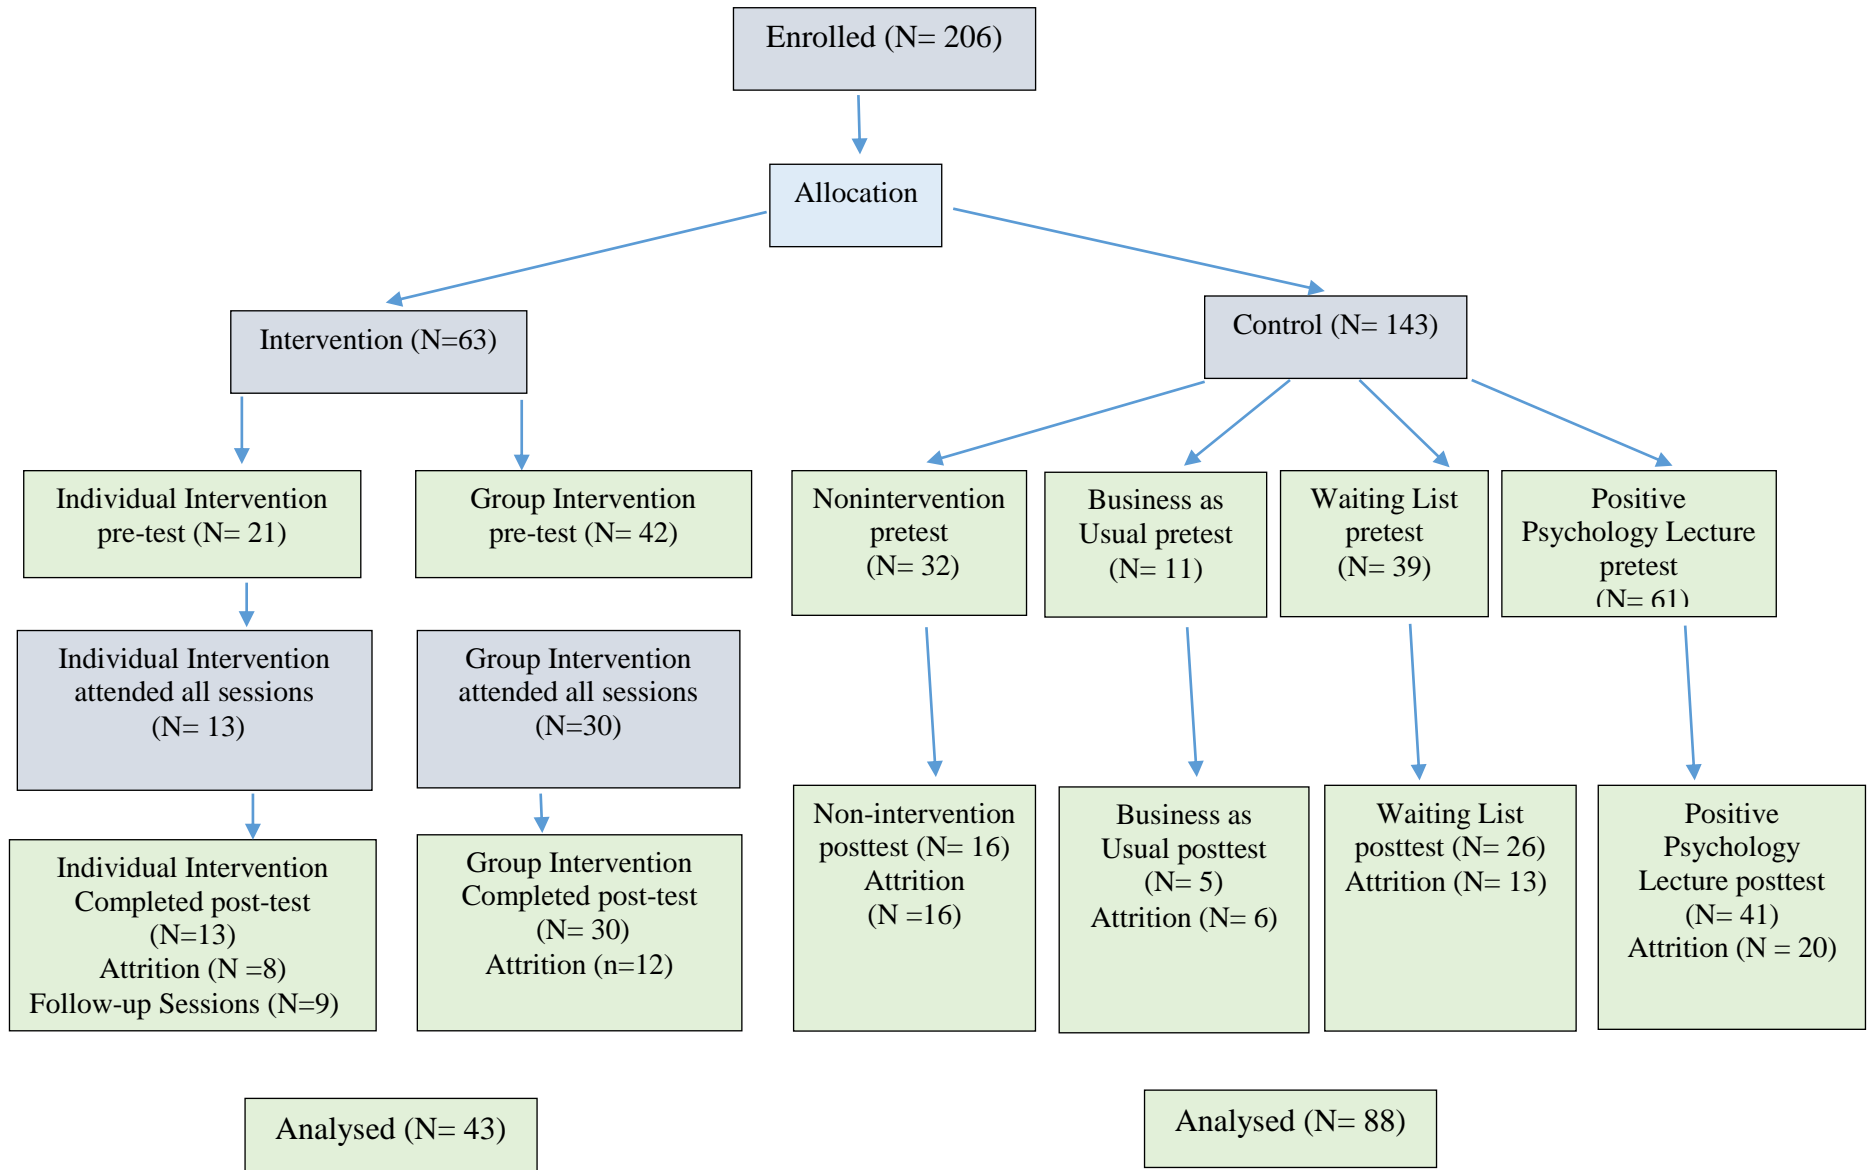 Enrolled (N= 206)
Allocation
Intervention (N=63)
Control (N= 143)
Individual Intervention
pre-test (N= 21)
Group Intervention
pre-test (N= 42)
Nonintervention
pretest
(N= 32)
Business as
Usual pretest
(N= 11)
Waiting List
pretest
(N= 39)
Positive
Psychology Lecture
pretest
(N= 61)
Individual Intervention
attended all sessions
(N= 13)
Group Intervention
attended all sessions
(N=30)
Individual Intervention
Completed post-test
(N=13)
Attrition (N =8)
Follow-up Sessions (N=9)
Group Intervention
Completed post-test
(N= 30)
Attrition (n=12)
Non-intervention
posttest (N= 16)
Attrition
(N =16)
Business as
Usual posttest
(N= 5)
Attrition (N= 6)
Waiting List
posttest (N= 26)
Attrition (N= 13)
Positive
Psychology
Lecture posttest
(N= 41)
Attrition (N = 20)
Analysed (N= 43)
Analysed (N= 88)